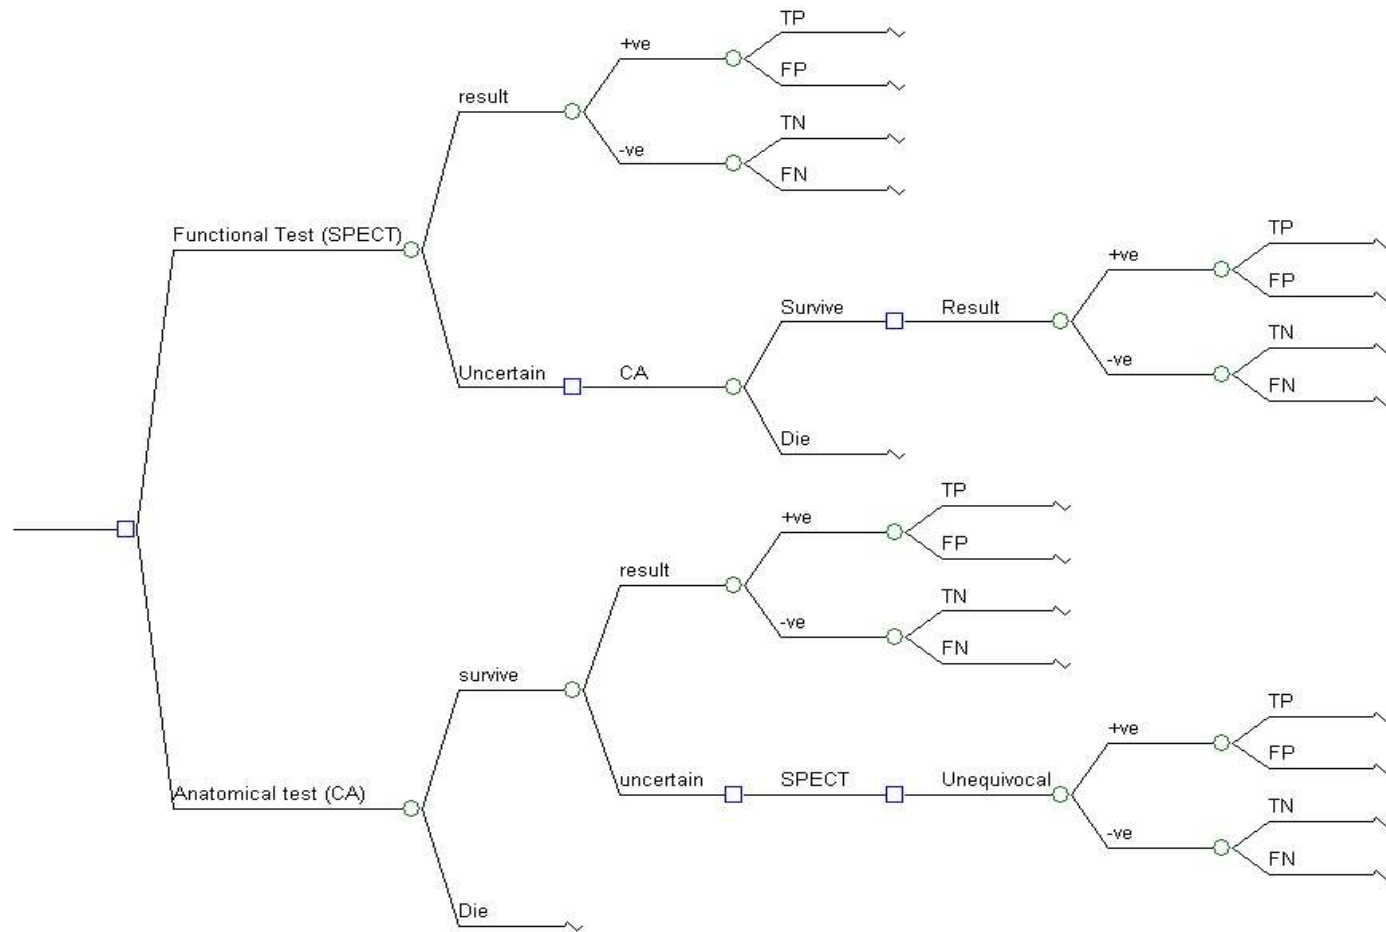 TP
+ve
FP
result
TN
-ve
FN
Functional Test (SPECT)
TP
+ve
FP
Survive
Result
TN
-ve
FN
Uncertain
CA
Die
TP
+ve
FP
result
TN
-ve
FN
survive
TP
+ve
FP
uncertain
SPECT
Unequivocal
TN
-ve
FN
Anatomical test (CA)
Die